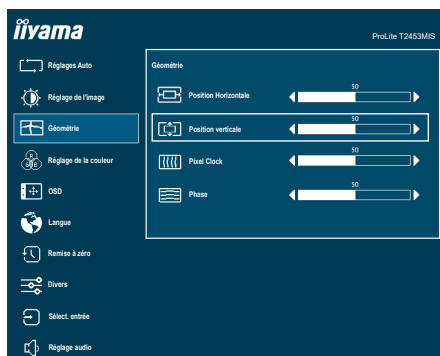 iiyama
ProLite T2453MIS
Réglages Auto
Réglage de l'image
Géométrie
Réglage de la couleur
OSD
Langue
Remise à zéro
Divers
Sélect. entrée
Réglage audio
Géométrie
Position Horizontale
50
Position verticale
50
Pixel Clock
50
Phase
50